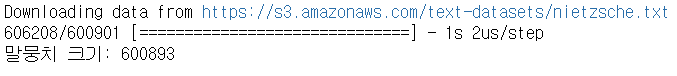 Downloading data from https://s3.amazonaws.com/text-datasets/nietzsche.txt
606208/600901 [==============================] - 1s 2us/step
말뭉치 크기: 600893